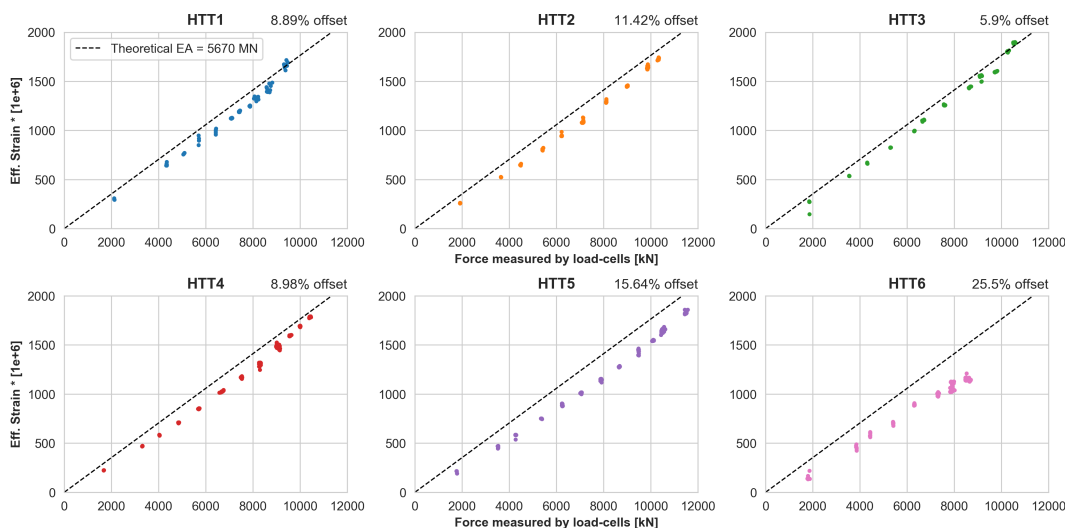 HTT1 8.89% offset
HTT2 11.42% offset
HTT3 5.9% offset
2000
1500
1000
500
0
Eff. Strain * [1e+6]
Theoretical EA = 5670 MN
0 2000 4000 6000 8000 10000 12000
2000
1500
1000
500
0
0 2000 4000 6000 8000 10000 12000
Force measured by load-cells [kN]
2000
1500
1000
500
0
0 2000 4000 6000 8000 10000 12000
HTT4 8.98% offset
HTT5 15.64% offset
HTT6 25.5% offset
2000
1500
1000
500
0
Eff. Strain * [1e+6]
0 2000 4000 6000 8000 10000 12000
2000
1500
1000
500
0
0 2000 4000 6000 8000 10000 12000
Force measured by load-cells [kN]
2000
1500
1000
500
0
0 2000 4000 6000 8000 10000 12000